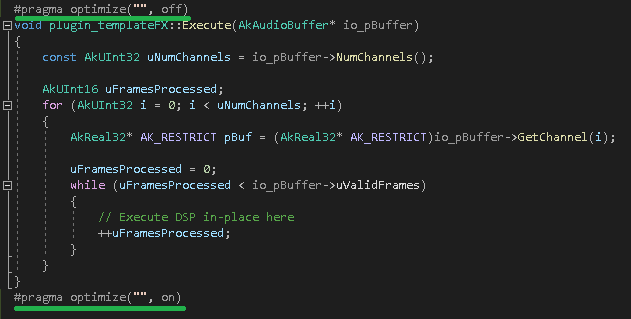 #pragma optimize("", off)
void plugin_templateFX::Execute(AkAudioBuffer* io_pBuffer)
{
const AkUInt32 uNumChannels = io_pBuffer->NumChannels();
AkUInt16 uFramesProcessed;
for (AkUInt32 i = 0; i < uNumChannels; ++i)
{
AkReal32* AK_RESTRICT pBuf = (AkReal32* AK_RESTRICT)io_pBuffer->GetChannel(i);
uFramesProcessed = 0;
while (uFramesProcessed < io_pBuffer->uValidFrames)
{
// Execute DSP in-place here
++uFramesProcessed;
}
}
}
#pragma optimize("", on)